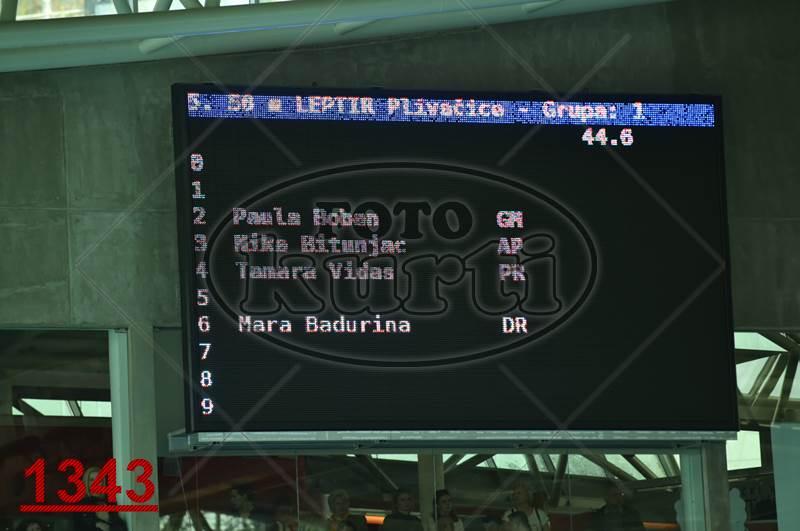 5. 50 m LEPTIR Plivačice - Grupa: 1
44.6
0
1
2 Paula Boban GM
3 Nika Bitunjac AP
4 Tamara Vidas PR
5
6 Mara Badurina DR
7
8
9
FOTO
kurti
1343